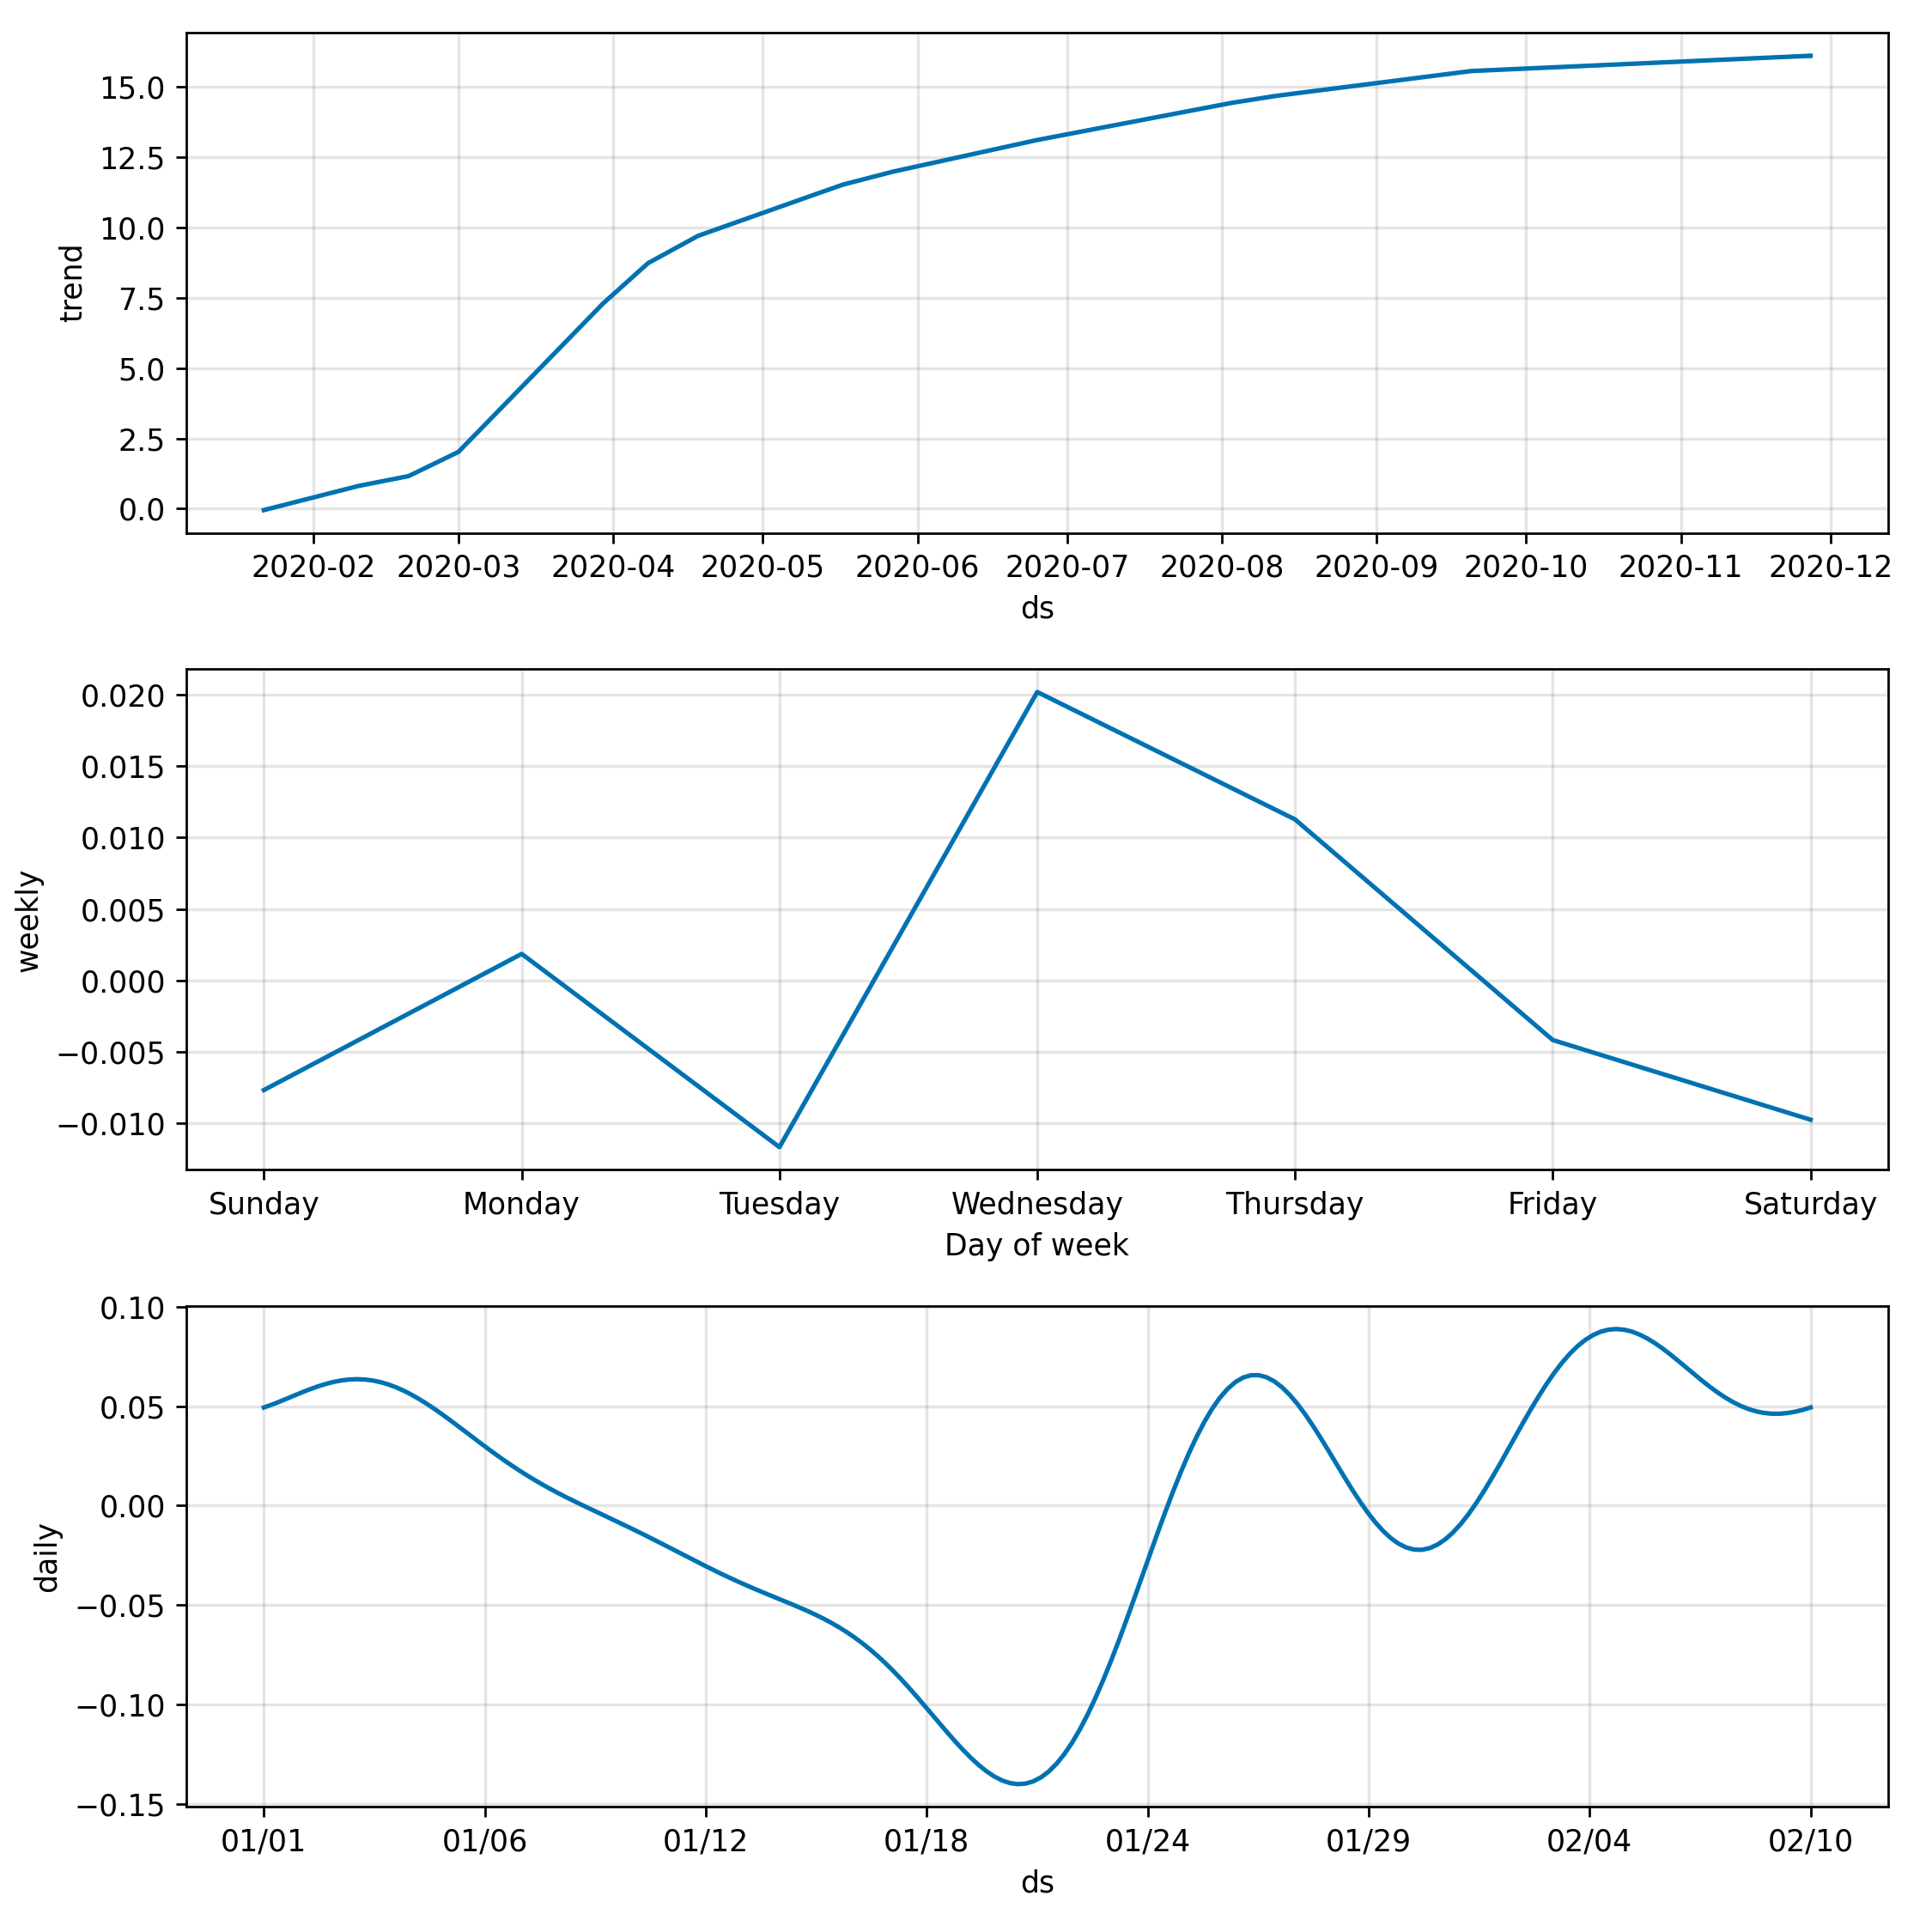 15.0
12.5
10.0
7.5
5.0
2.5
0.0
trend
2020-02 2020-03 2020-04 2020-05 2020-06 2020-07 2020-08 2020-09 2020-10 2020-11 2020-12
ds
0.020
0.015
0.010
0.005
0.000
−0.005
−0.010
weekly
Sunday Monday Tuesday Wednesday Thursday Friday Saturday
Day of week
0.10
0.05
0.00
−0.05
−0.10
−0.15
daily
01/01 01/06 01/12 01/18 01/24 01/29 02/04 02/10
ds